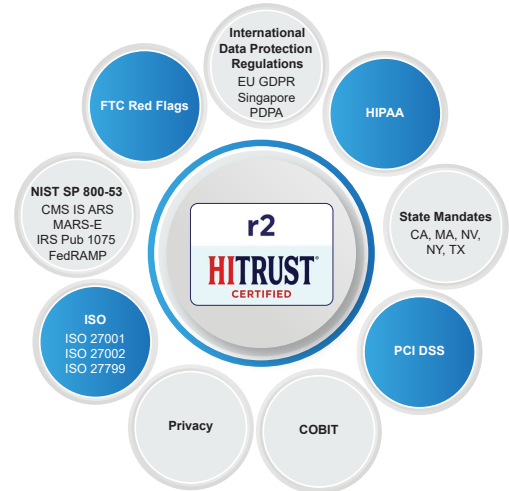 International
Data Protection
Regulations
EU GDPR
Singapore
PDPA
HIPAA
State Mandates
CA, MA, NV,
NY, TX
PCI DSS
COBIT
Privacy
ISO
ISO 27001
ISO 27002
ISO 27799
NIST SP 800-53
CMS IS ARS
MARS-E
IRS Pub 1075
FedRAMP
FTC Red Flags
r2
HITRUST®
CERTIFIED